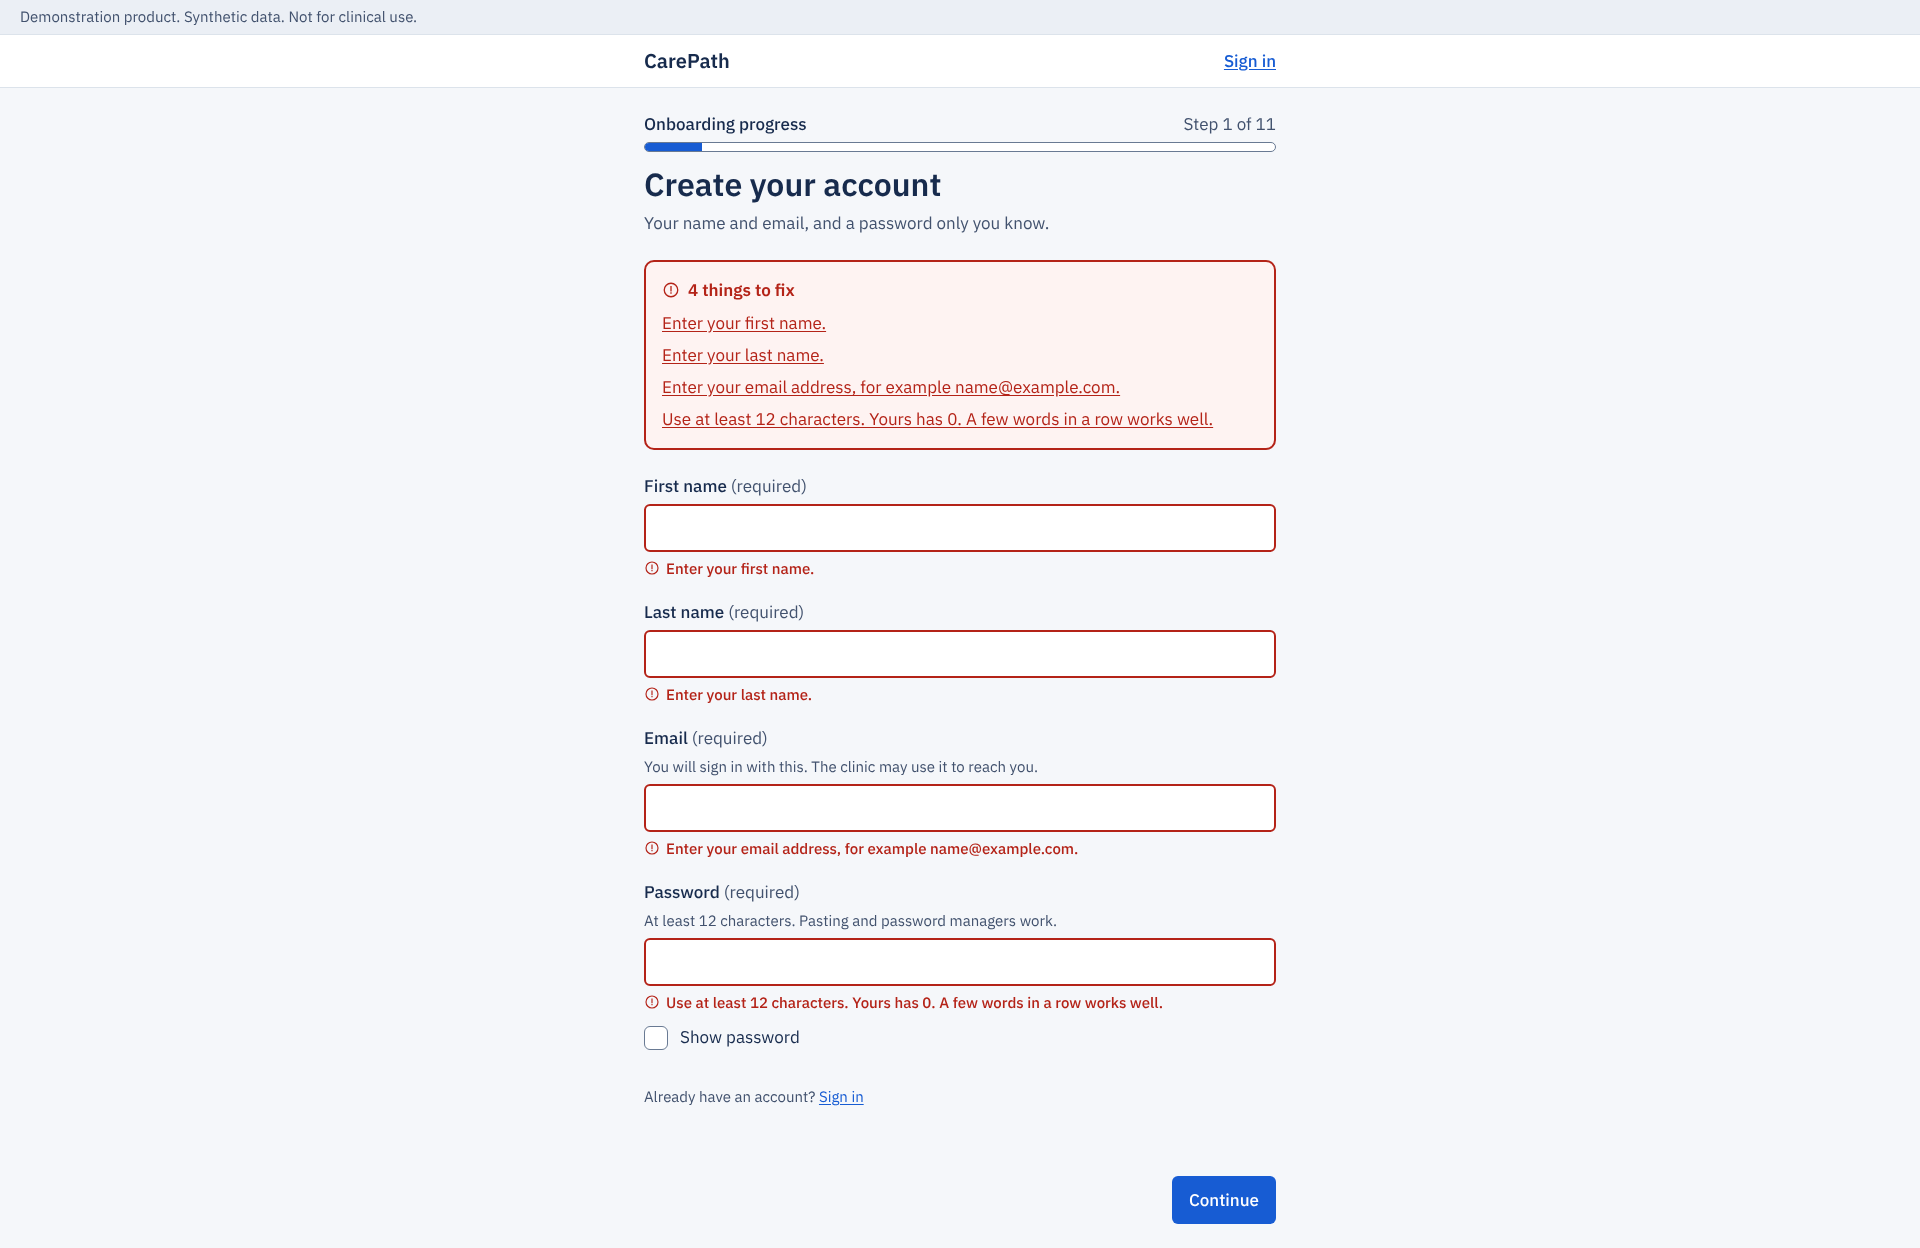 Demonstration product. Synthetic data. Not for clinical use.
CarePath
Sign in
Onboarding progress
Step 1 of 11
Create your account
Your name and email, and a password only you know.
4 things to fix
Enter your first name.
Enter your last name.
Enter your email address, for example name@example.com.
Use at least 12 characters. Yours has 0. A few words in a row works well.
First name (required)
Enter your first name.
Last name (required)
Enter your last name.
Email (required)
You will sign in with this. The clinic may use it to reach you.
Enter your email address, for example name@example.com.
Password (required)
At least 12 characters. Pasting and password managers work.
Use at least 12 characters. Yours has 0. A few words in a row works well.
Show password
Already have an account? Sign in
Continue